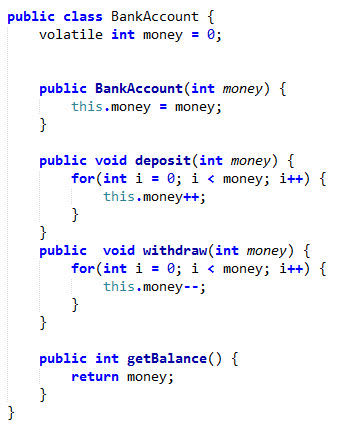 public class BankAccount {
    volatile int money = 0;


    public BankAccount(int money) {
        this.money = money;
    }

    public void deposit(int money) {
        for(int i = 0; i < money; i++) {
            this.money++;
        }
    }
    public  void withdraw(int money) {
        for(int i = 0; i < money; i++) {
            this.money--;
        }
    }

    public int getBalance() {
        return money;
    }
}